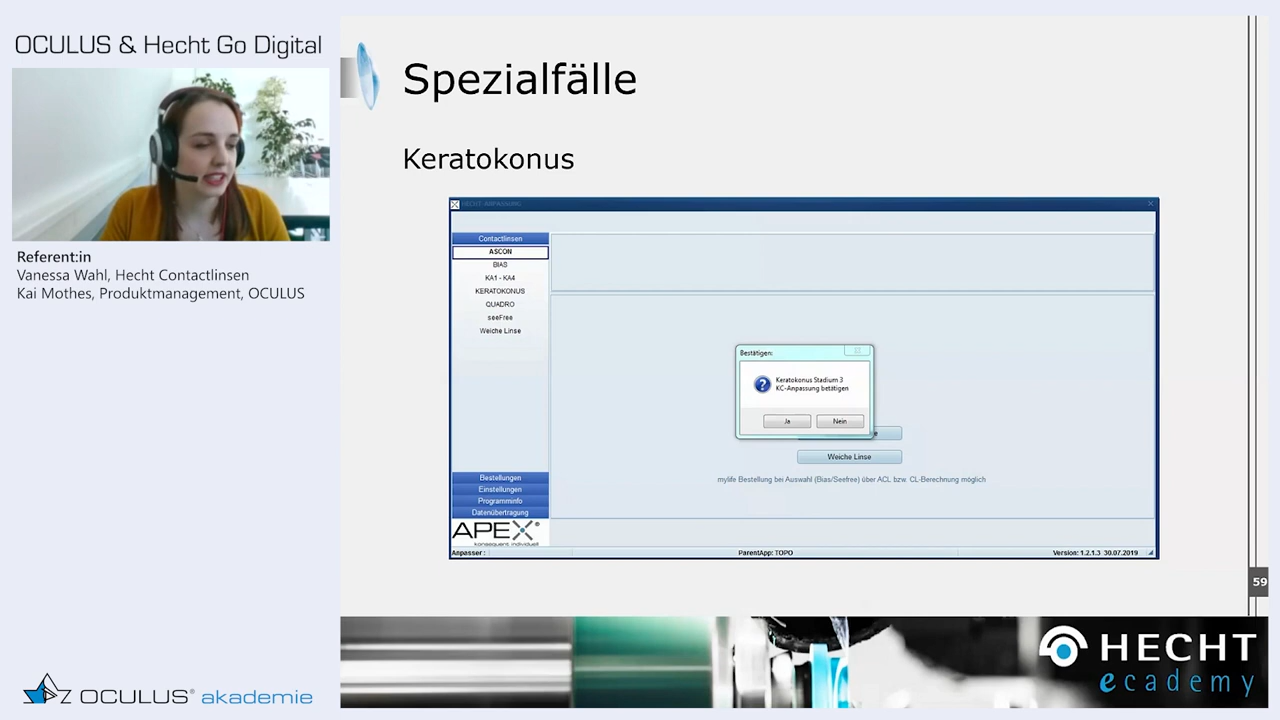 OCULUS & Hecht Go Digital
Referent:in
Vanessa Wahl, Hecht Contactlinsen
Kai Mothes, Produktmanagement, OCULUS
Spezialfälle
Keratokonus
HECHT ANPASSUNG
Contactlinsen
ASCON
BIAS
KA1 - KA4
KERATOKONUS
QUADRO
seeFree
Weiche Linse
Bestätigen:
Keratokonus Stadium 3
KC-Anpassung betätigen
Ja
Nein
e
Weiche Linse
mylife Bestellung bei Auswahl (Bias/Seefree) über ACL bzw. CL-Berechnung möglich
Bestellungen
Einstellungen
Programminfo
Datenübertragung
APEX®
konsequent individuell
Anpasser :
ParentApp: TOPO
Version: 1.2.1.3 30.07.2019
59
HECHT
ecademy
OCULUS® akademie